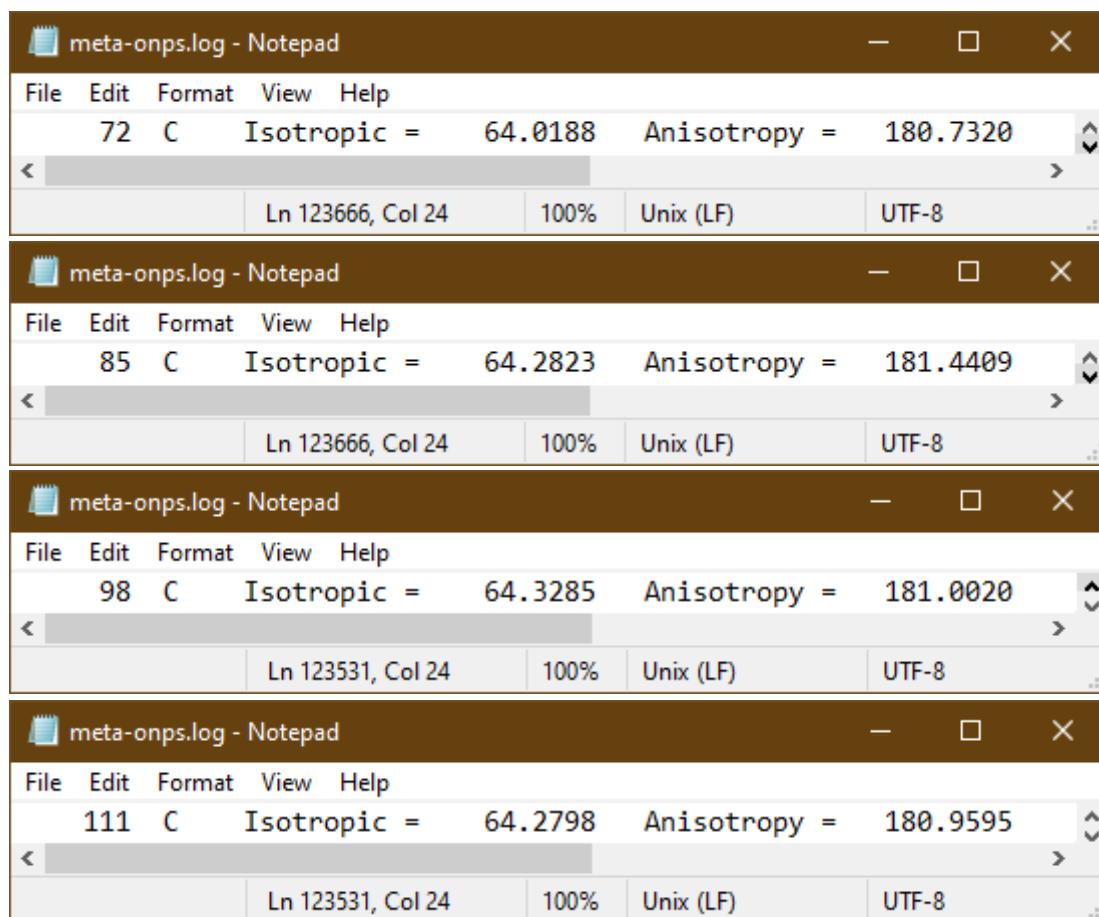 meta-onps.log - Notepad
File Edit Format View Help
72 C Isotropic = 64.0188 Anisotropy = 180.7320
Ln 123666, Col 24 100% Unix (LF) UTF-8
meta-onps.log - Notepad
File Edit Format View Help
85 C Isotropic = 64.2823 Anisotropy = 181.4409
Ln 123666, Col 24 100% Unix (LF) UTF-8
meta-onps.log - Notepad
File Edit Format View Help
98 C Isotropic = 64.3285 Anisotropy = 181.0020
Ln 123531, Col 24 100% Unix (LF) UTF-8
meta-onps.log - Notepad
File Edit Format View Help
111 C Isotropic = 64.2798 Anisotropy = 180.9595
Ln 123531, Col 24 100% Unix (LF) UTF-8